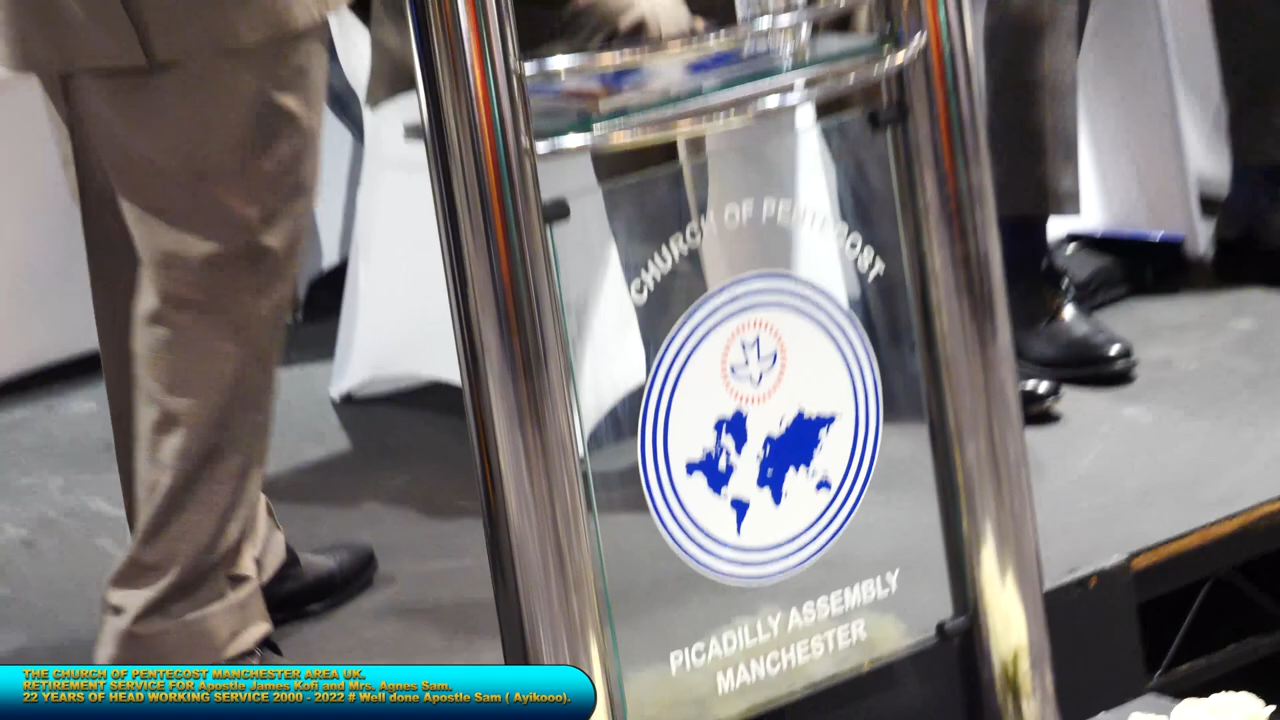 CHURCH OF PENTECOST
PICADILLY ASSEMBLY
MANCHESTER
THE CHURCH OF PENTECOST MANCHESTER AREA UK.
RETIREMENT SERVICE FOR Apostle James Kofi and Mrs. Agnes Sam.
22 YEARS OF HEAD WORKING SERVICE 2000 - 2022 # Well done Apostle Sam ( Ayikooo).